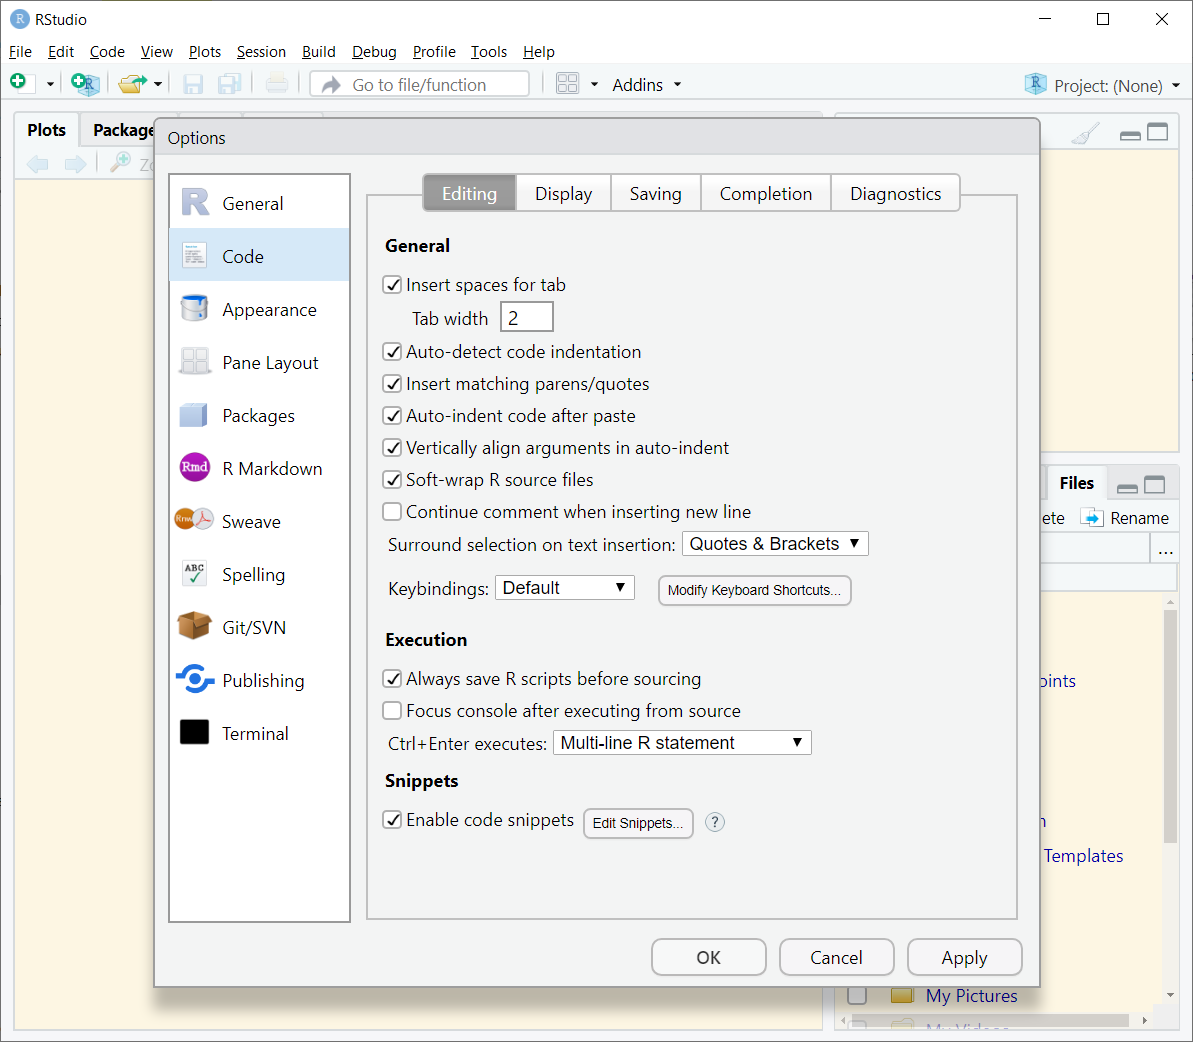 RStudio
File Edit Code View Plots Session Build Debug Profile Tools Help
Go to file/function Addins Project: (None)
Plots Package
Options
General
Code
Appearance
Pane Layout
Packages
Rmd R Markdown
Sweave
ABC Spelling
Git/SVN
Publishing
Terminal
Editing Display Saving Completion Diagnostics
General
Insert spaces for tab
Tab width 2
Auto-detect code indentation
Insert matching parens/quotes
Auto-indent code after paste
Vertically align arguments in auto-indent
Soft-wrap R source files
Continue comment when inserting new line
Surround selection on text insertion: Quotes & Brackets
Keybindings: Default Modify Keyboard Shortcuts...
Execution
Always save R scripts before sourcing
Focus console after executing from source
Ctrl+Enter executes: Multi-line R statement
Snippets
Enable code snippets Edit Snippets... ?
OK Cancel Apply
Files
ete Rename
...
oints
Templates
My Pictures